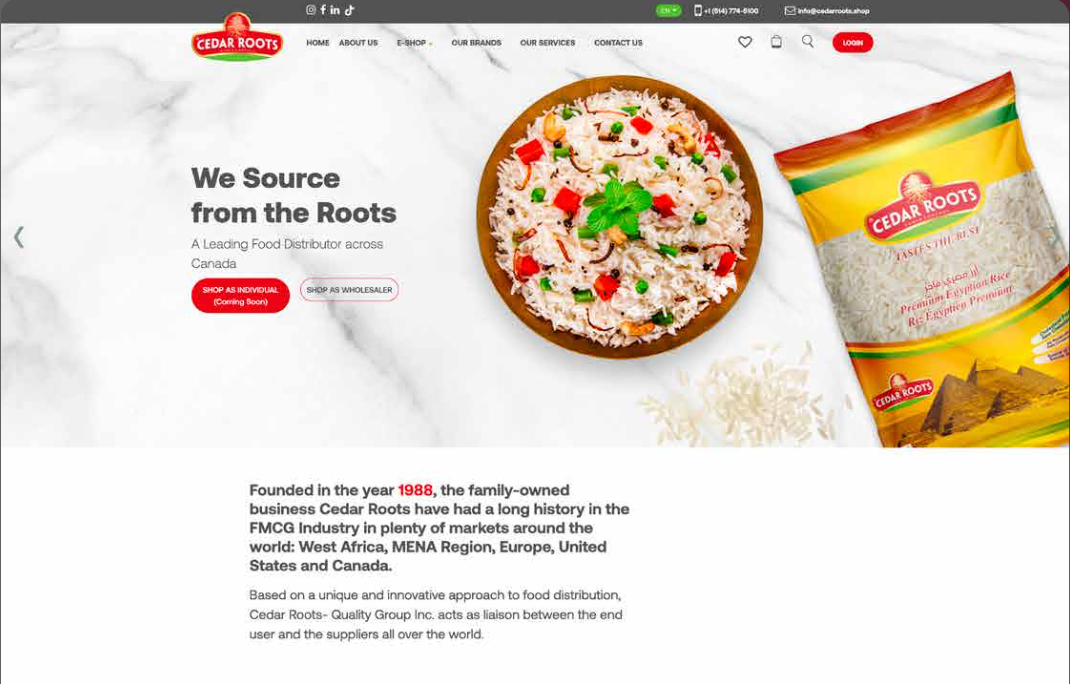 EN
+1 (514) 774-5100
info@cedarroots.shop
CEDAR ROOTS
HOME
ABOUT US
E-SHOP
OUR BRANDS
OUR SERVICES
CONTACT US
LOGIN
We Source
from the Roots
A Leading Food Distributor across
Canada
SHOP AS INDIVIDUAL
(Coming Soon)
SHOP AS WHOLESALER
CEDAR ROOTS
TASTES THE BEST
أرز مصري فاخر
Premium Egyptian Rice
Riz Egyptien Premium
CEDAR ROOTS
Founded in the year 1988, the family-owned
business Cedar Roots have had a long history in the
FMCG Industry in plenty of markets around the
world: West Africa, MENA Region, Europe, United
States and Canada.
Based on a unique and innovative approach to food distribution,
Cedar Roots- Quality Group Inc. acts as liaison between the end
user and the suppliers all over the world.